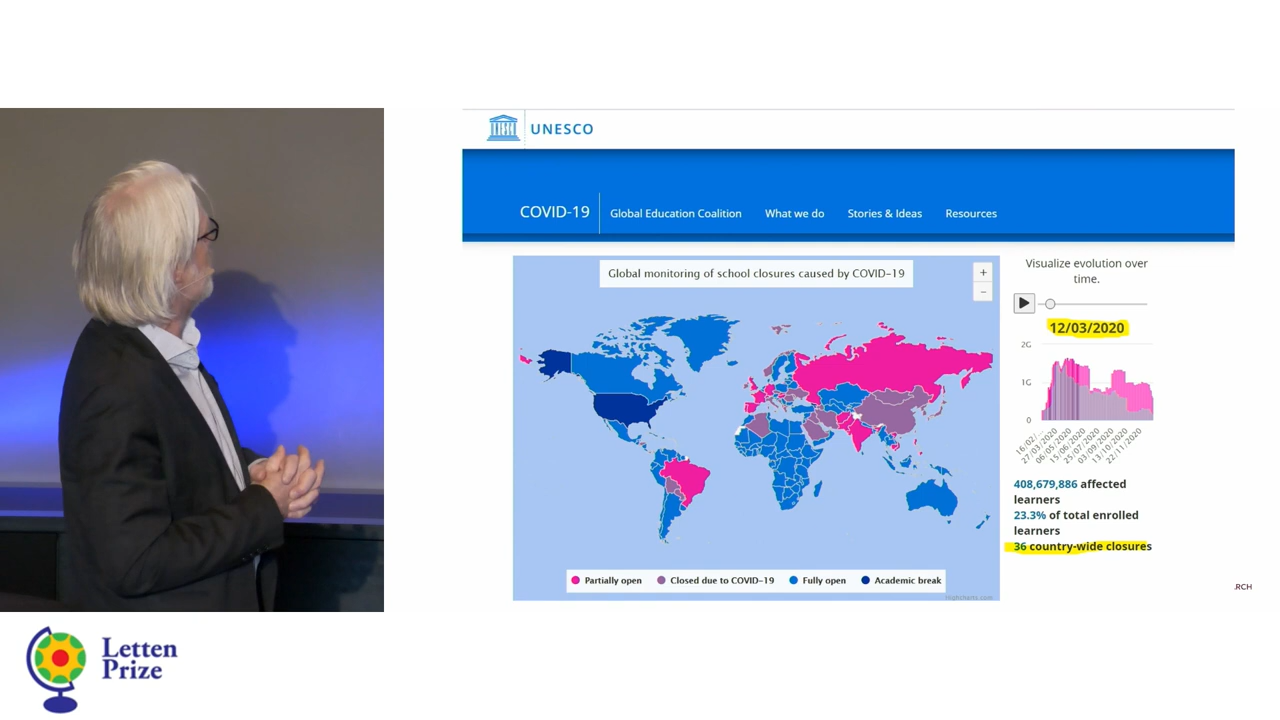 UNESCO
COVID-19
Global Education Coalition
What we do
Stories & Ideas
Resources
Global monitoring of school closures caused by COVID-19
+
−
Visualize evolution over
time.
12/03/2020
2G
1G
0
16/02/...
27/03/2020
06/05/2020
15/06/2020
25/07/2020
03/09/2020
13/10/2020
22/11/2020
408,679,886 affected
learners
23.3% of total enrolled
learners
36 country-wide closures
Partially open
Closed due to COVID-19
Fully open
Academic break
Highcharts.com
.RCH
Letten
Prize